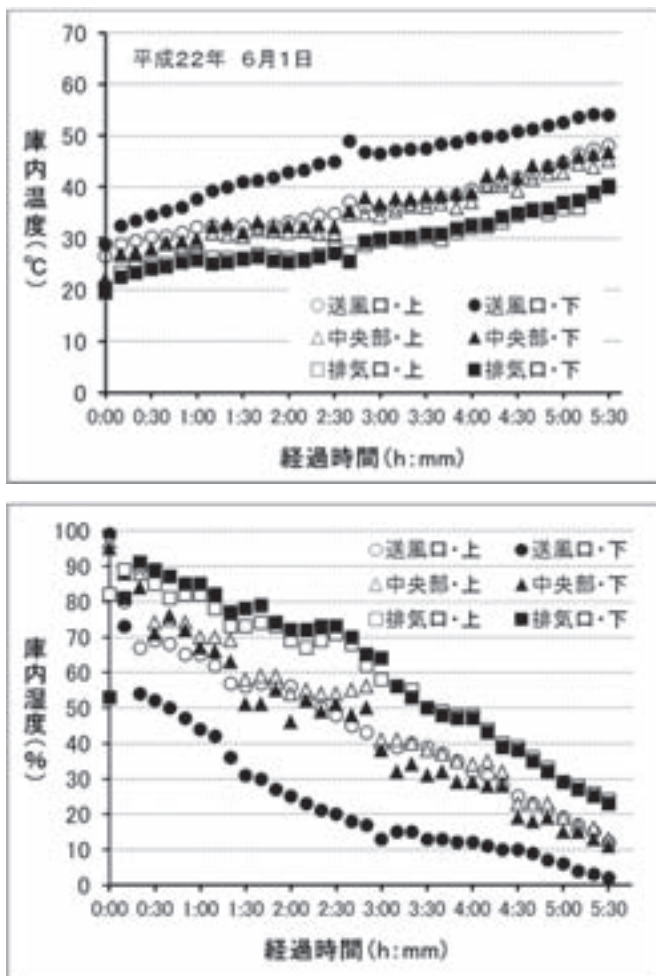 70
平成22年 6月1日
60
50
40
30
20
10
0
庫内温度(℃)
○送風口・上 ●送風口・下
△中央部・上 ▲中央部・下
□排気口・上 ■排気口・下
0:00 0:30 1:00 1:30 2:00 2:30 3:00 3:30 4:00 4:30 5:00 5:30
経過時間(h:mm)
100
90
80
70
60
50
40
30
20
10
0
庫内湿度(%)
○送風口・上 ●送風口・下
△中央部・上 ▲中央部・下
□排気口・上 ■排気口・下
0:00 0:30 1:00 1:30 2:00 2:30 3:00 3:30 4:00 4:30 5:00 5:30
経過時間(h:mm)